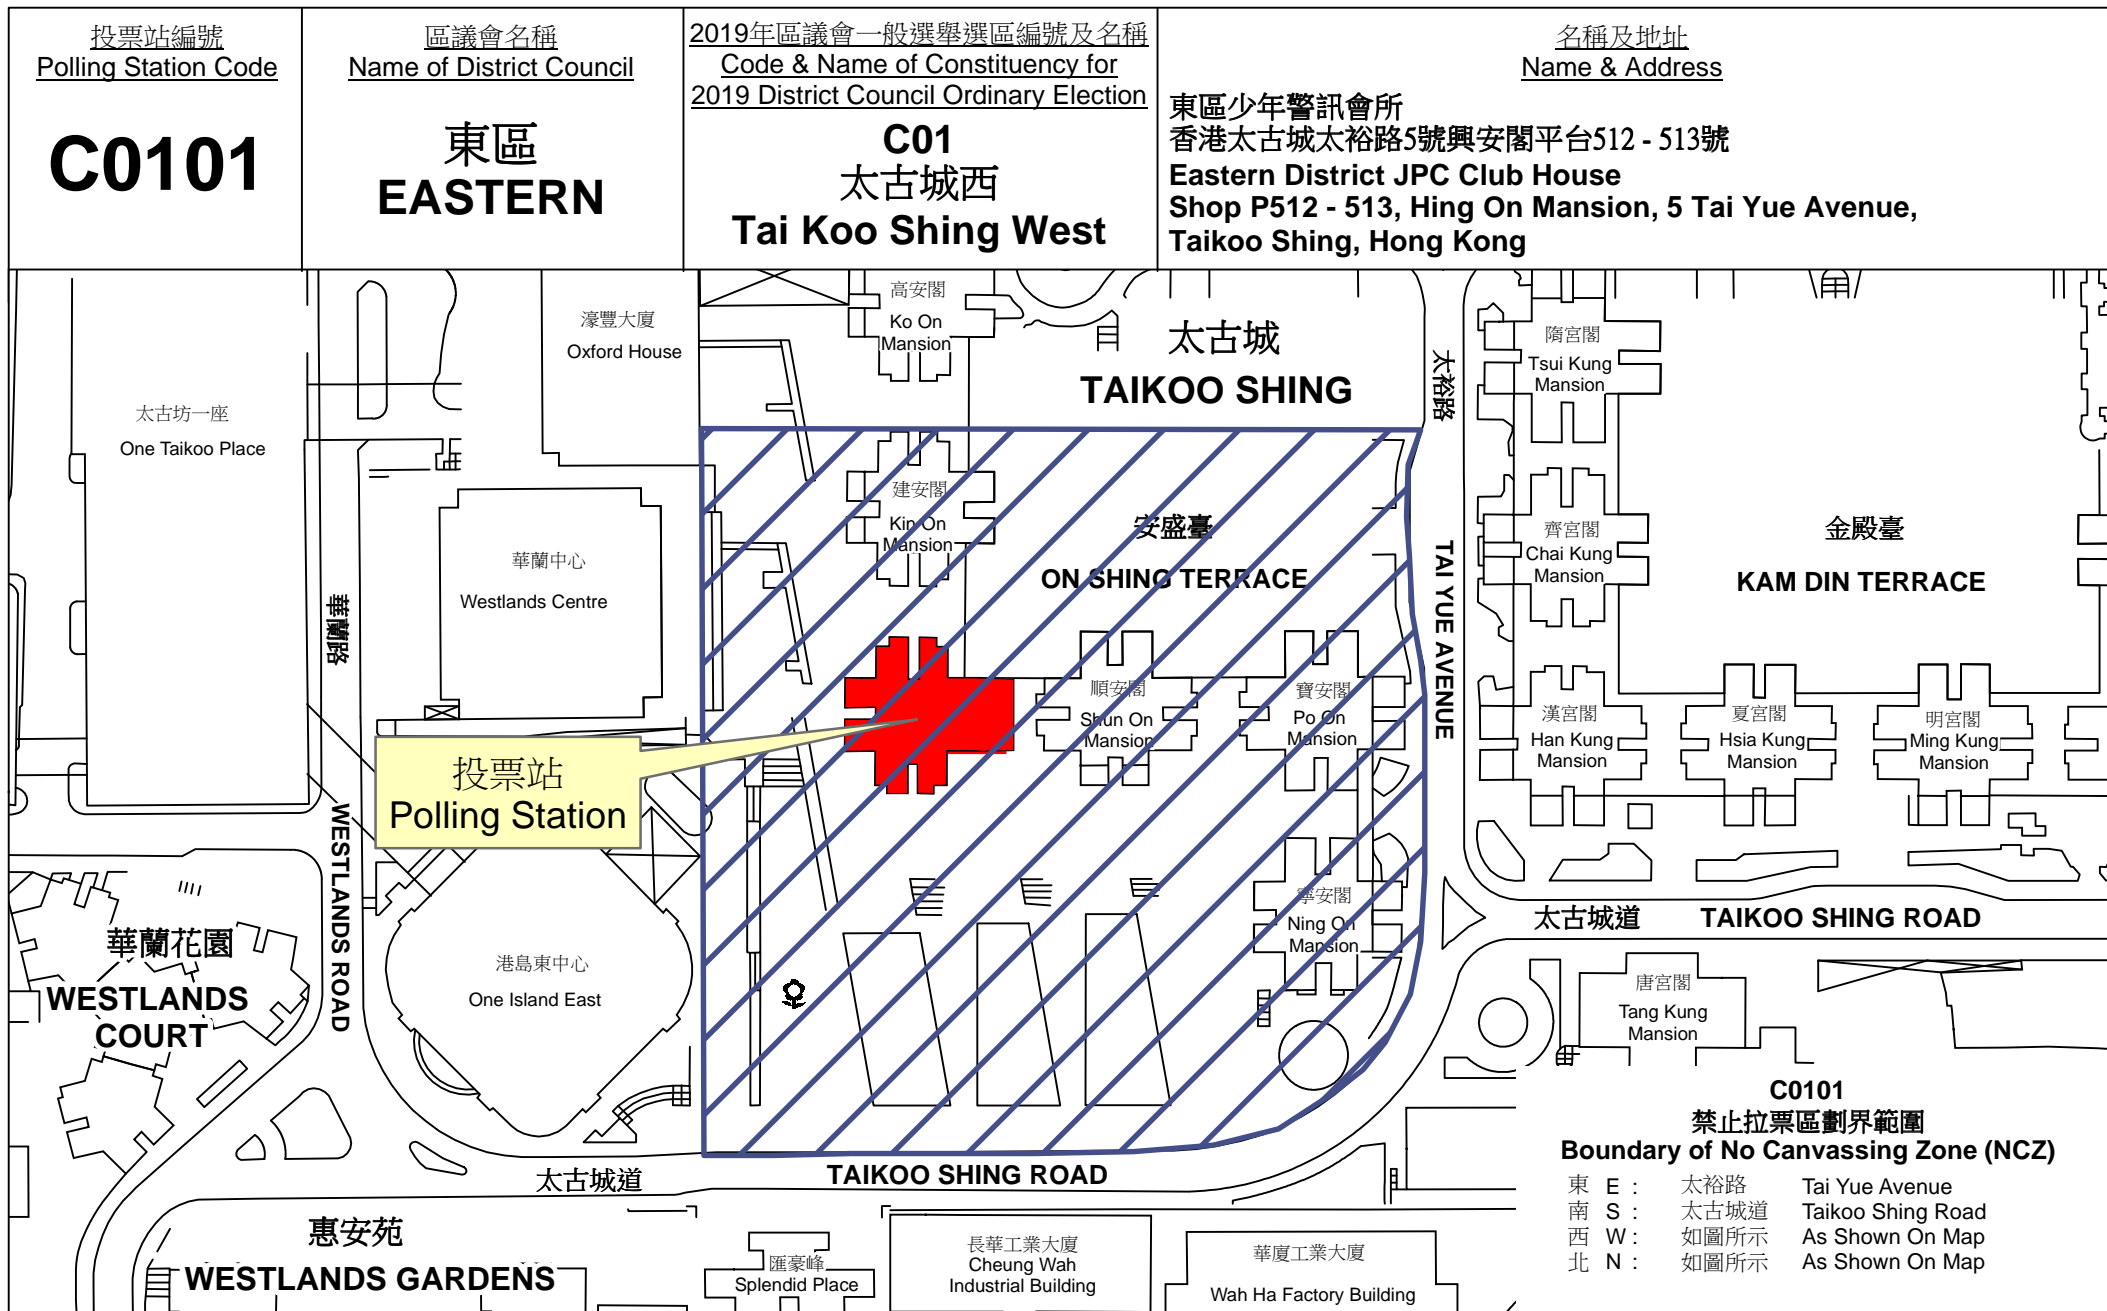 投票站編號
Polling Station Code
C0101
區議會名稱
Name of District Council
東區
EASTERN
2019年區議會一般選舉選區編號及名稱
Code & Name of Constituency for
2019 District Council Ordinary Election
C01
太古城西
Tai Koo Shing West
名稱及地址
Name & Address
東區少年警訊會所
香港太古城太裕路5號興安閣平台512 - 513號
Eastern District JPC Club House
Shop P512 - 513, Hing On Mansion, 5 Tai Yue Avenue,
Taikoo Shing, Hong Kong
高安閣
Ko On
Mansion
濠豐大廈
Oxford House
太古城
TAIKOO SHING
太裕路
隋宮閣
Tsui Kung
Mansion
太古坊一座
One Taikoo Place
建安閣
Kin On
Mansion
安盛臺
ON SHING TERRACE
齊宮閣
Chai Kung
Mansion
金殿臺
KAM DIN TERRACE
華蘭中心
Westlands Centre
華蘭路
TAI YUE AVENUE
順安閣
Shun On
Mansion
寶安閣
Po On
Mansion
漢宮閣
Han Kung
Mansion
夏宮閣
Hsia Kung
Mansion
明宮閣
Ming Kung
Mansion
投票站
Polling Station
WESTLANDS ROAD
寧安閣
Ning On
Mansion
太古城道
TAIKOO SHING ROAD
華蘭花園
WESTLANDS
COURT
港島東中心
One Island East
唐宮閣
Tang Kung
Mansion
太古城道
TAIKOO SHING ROAD
惠安苑
WESTLANDS GARDENS
匯豪峰
Splendid Place
長華工業大廈
Cheung Wah
Industrial Building
華廈工業大廈
Wah Ha Factory Building
C0101
禁止拉票區劃界範圍
Boundary of No Canvassing Zone (NCZ)
東 E : 太裕路 Tai Yue Avenue
南 S : 太古城道 Taikoo Shing Road
西 W : 如圖所示 As Shown On Map
北 N : 如圖所示 As Shown On Map